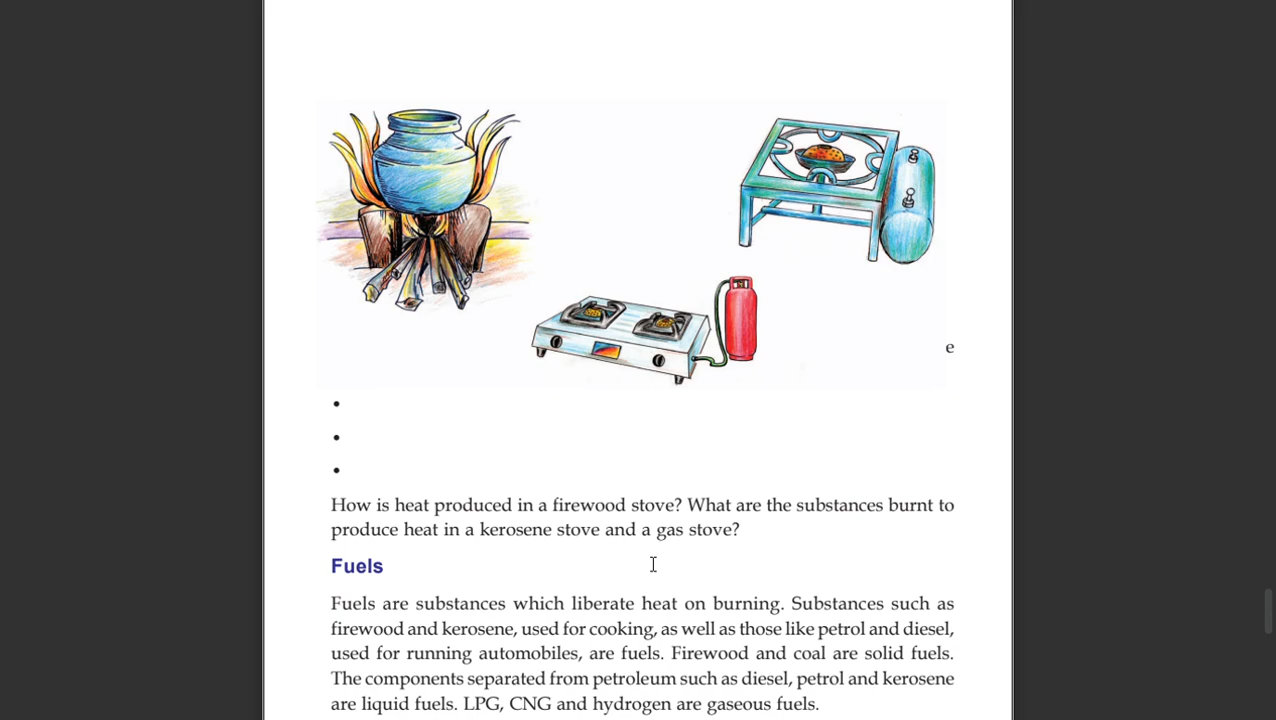 e
•
•
•
How is heat produced in a firewood stove? What are the substances burnt to
produce heat in a kerosene stove and a gas stove?
Fuels
Fuels are substances which liberate heat on burning. Substances such as
firewood and kerosene, used for cooking, as well as those like petrol and diesel,
used for running automobiles, are fuels. Firewood and coal are solid fuels.
The components separated from petroleum such as diesel, petrol and kerosene
are liquid fuels. LPG, CNG and hydrogen are gaseous fuels.